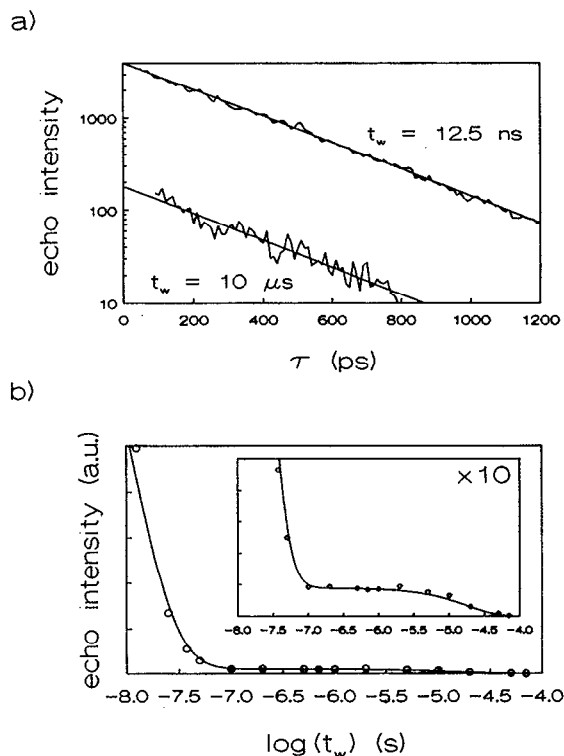 a)
echo intensity
1000
100
10
t_w = 12.5 ns
t_w = 10 μs
0 200 400 600 800 1000 1200
τ (ps)
b)
echo intensity (a.u.)
×10
-8.0 -7.5 -7.0 -6.5 -6.0 -5.5 -5.0 -4.5 -4.0
-8.0 -7.5 -7.0 -6.5 -6.0 -5.5 -5.0 -4.5 -4.0
log(t_w) (s)